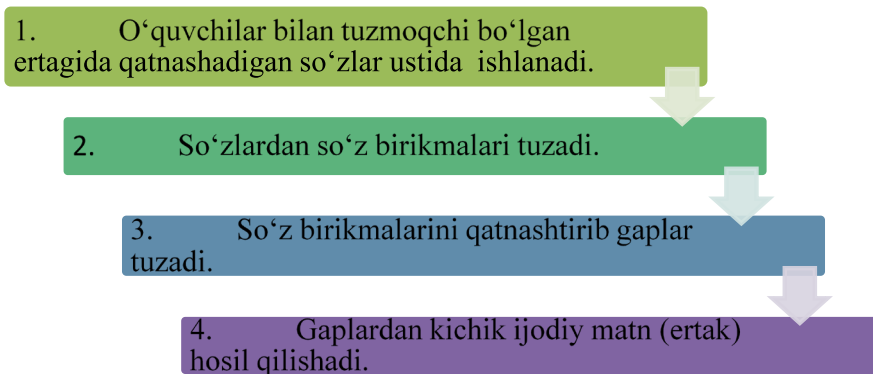 1. O‘quvchilar bilan tuzmoqchi bo‘lgan
ertagida qatnashadigan so‘zlar ustida ishlanadi.
2. So‘zlardan so‘z birikmalari tuzadi.
3. So‘z birikmalarini qatnashtirib gaplar
tuzadi.
4. Gaplardan kichik ijodiy matn (ertak)
hosil qilishadi.